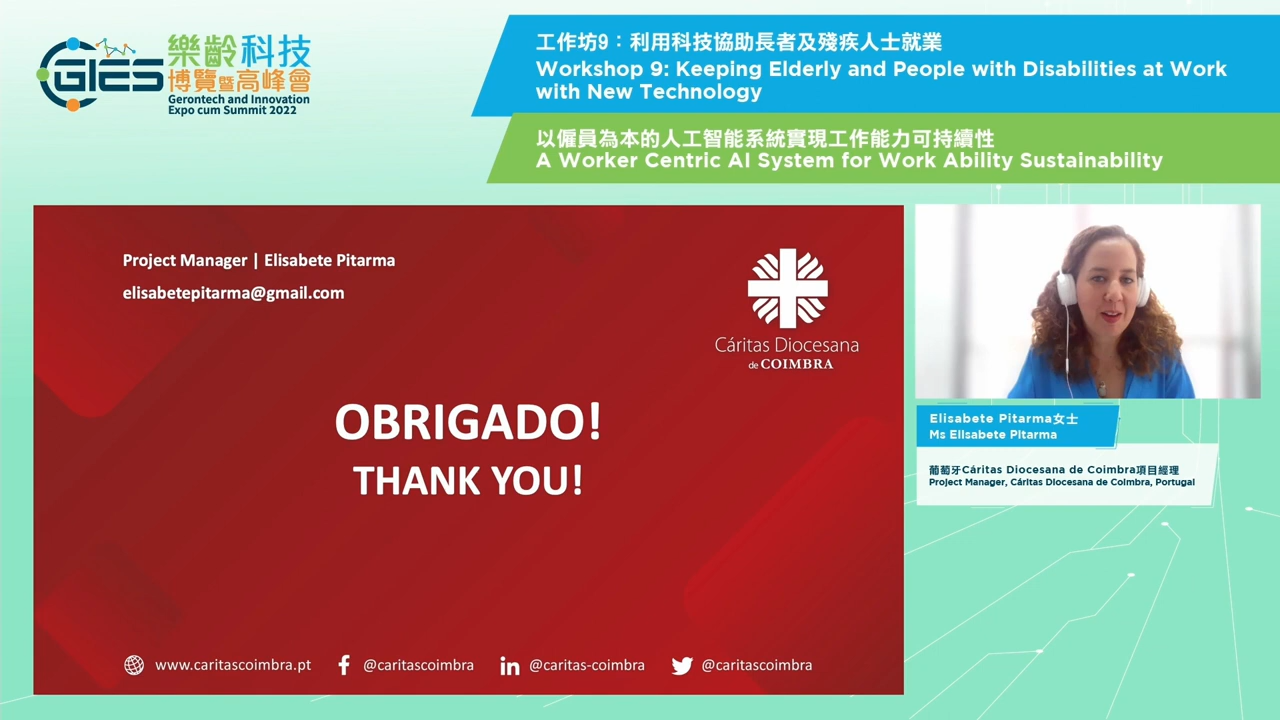 GIES
樂齡科技
博覽暨高峰會
Gerontech and Innovation
Expo cum Summit 2022
工作坊9：利用科技協助長者及殘疾人士就業
Workshop 9: Keeping Elderly and People with Disabilities at Work
with New Technology
以僱員為本的人工智能系統實現工作能力可持續性
A Worker Centric AI System for Work Ability Sustainability
Project Manager | Elisabete Pitarma
elisabetepitarma@gmail.com
Cáritas Diocesana
de COIMBRA
OBRIGADO!
THANK YOU!
www.caritascoimbra.pt
@caritascoimbra
@caritas-coimbra
@caritascoimbra
Elisabete Pitarma女士
Ms Elisabete Pitarma
葡萄牙Cáritas Diocesana de Coimbra項目經理
Project Manager, Cáritas Diocesana de Coimbra, Portugal